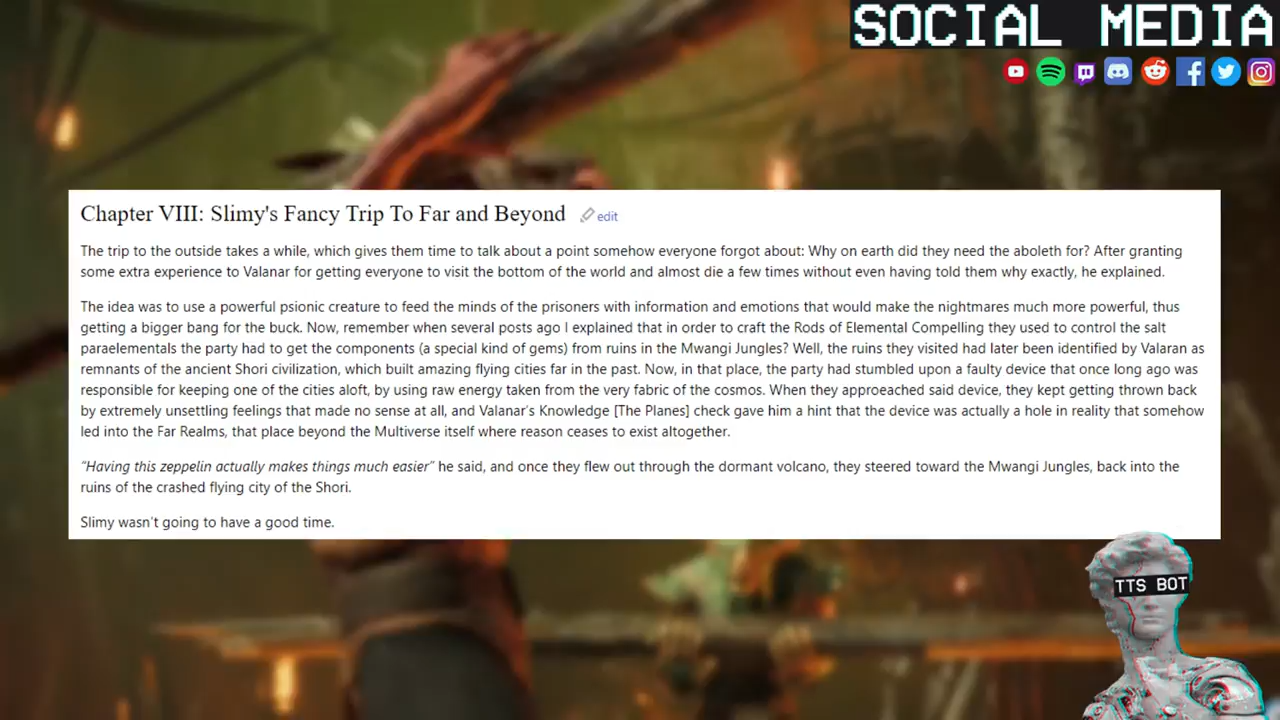 SOCIAL MEDIA
Chapter VIII: Slimy's Fancy Trip To Far and Beyond edit
The trip to the outside takes a while, which gives them time to talk about a point somehow everyone forgot about: Why on earth did they need the aboleth for? After granting
some extra experience to Valanar for getting everyone to visit the bottom of the world and almost die a few times without even having told them why exactly, he explained.
The idea was to use a powerful psionic creature to feed the minds of the prisoners with information and emotions that would make the nightmares much more powerful, thus
getting a bigger bang for the buck. Now, remember when several posts ago I explained that in order to craft the Rods of Elemental Compelling they used to control the salt
paraelementals the party had to get the components (a special kind of gems) from ruins in the Mwangi Jungles? Well, the ruins they visited had later been identified by Valaran as
remnants of the ancient Shori civilization, which built amazing flying cities far in the past. Now, in that place, the party had stumbled upon a faulty device that once long ago was
responsible for keeping one of the cities aloft, by using raw energy taken from the very fabric of the cosmos. When they approeached said device, they kept getting thrown back
by extremely unsettling feelings that made no sense at all, and Valanar's Knowledge [The Planes] check gave him a hint that the device was actually a hole in reality that somehow
led into the Far Realms, that place beyond the Multiverse itself where reason ceases to exist altogether.
"Having this zeppelin actually makes things much easier" he said, and once they flew out through the dormant volcano, they steered toward the Mwangi Jungles, back into the
ruins of the crashed flying city of the Shori.
Slimy wasn't going to have a good time.
TTS BOT